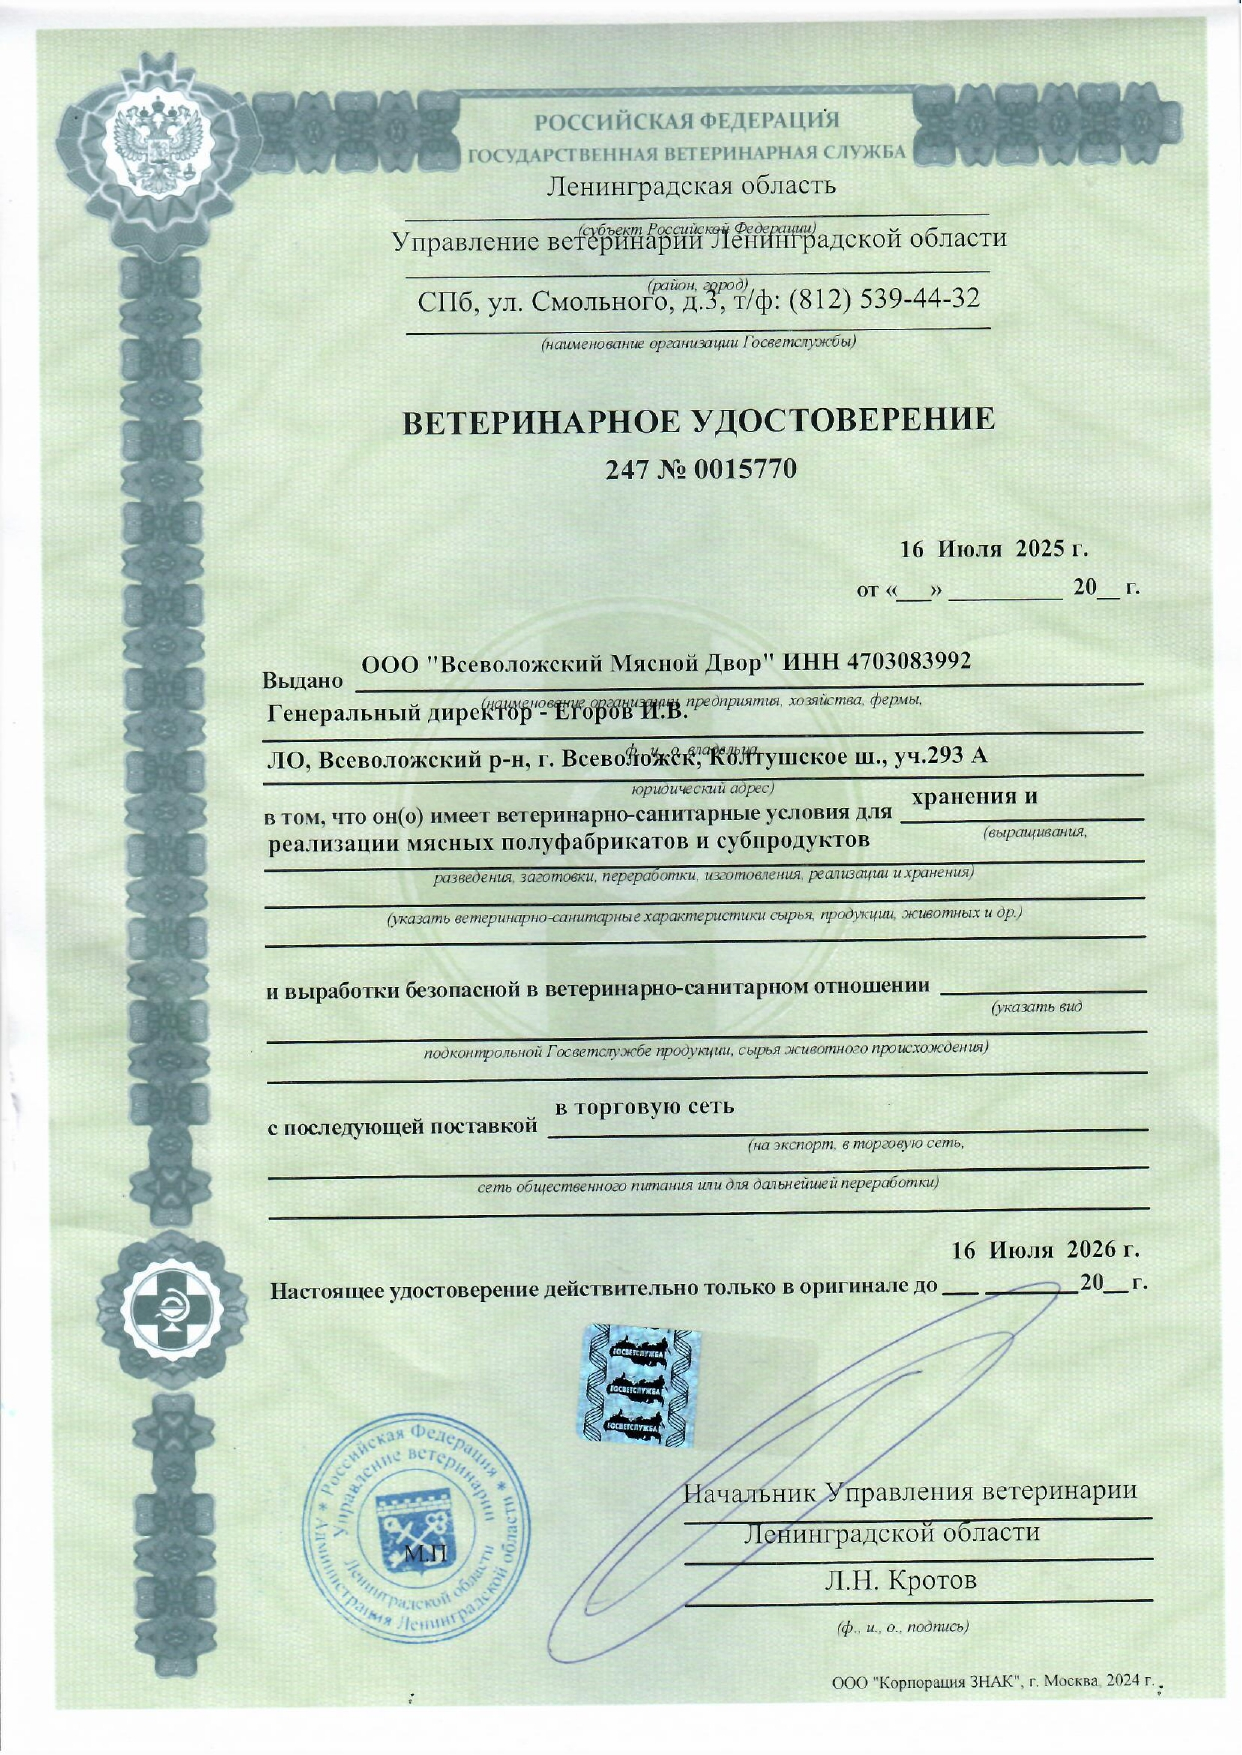 РОССИЙСКАЯ ФЕДЕРАЦИЯ
ГОСУДАРСТВЕННАЯ ВЕТЕРИНАРНАЯ СЛУЖБА
Ленинградская область
(субъект Российской Федерации)
Управление ветеринарии Ленинградской области
(район, город)
СПб, ул. Смольного, д.3, т/ф: (812) 539-44-32
(наименование организации Госветслужбы)
ВЕТЕРИНАРНОЕ УДОСТОВЕРЕНИЕ
247 № 0015770
16 Июля 2025 г.
от «___» __________ 20__ г.
ООО "Всеволожский Мясной Двор" ИНН 4703083992
Выдано
(наименование организации, предприятия, хозяйства, фермы,
Генеральный директор - Егоров И.В.
ф., и., о. владельца,
ЛО, Всеволожский р-н, г. Всеволожск, Колтушское ш., уч.293 А
юридический адрес)
в том, что он(о) имеет ветеринарно-санитарные условия для хранения и
(выращивания,
реализации мясных полуфабрикатов и субпродуктов
разведения, заготовки, переработки, изготовления, реализации и хранения)
(указать ветеринарно-санитарные характеристики сырья, продукции, животных и др.)
и выработки безопасной в ветеринарно-санитарном отношении
(указать вид
подконтрольной Госветслужбе продукции, сырья животного происхождения)
в торговую сеть
с последующей поставкой
(на экспорт, в торговую сеть,
сеть общественного питания или для дальнейшей переработки)
16 Июля 2026 г.
Настоящее удостоверение действительно только в оригинале до ___ ________20__ г.
ГОСВЕТСЛУЖБА
ГОСВЕТСЛУЖБА
ГОСВЕТСЛУЖБА
* Российская Федерация * Администрация Ленинградской области
Управление ветеринарии Ленинградской области
М.П
Начальник Управления ветеринарии
Ленинградской области
Л.Н. Кротов
(ф., и., о., подпись)
ООО "Корпорация ЗНАК", г. Москва, 2024 г.